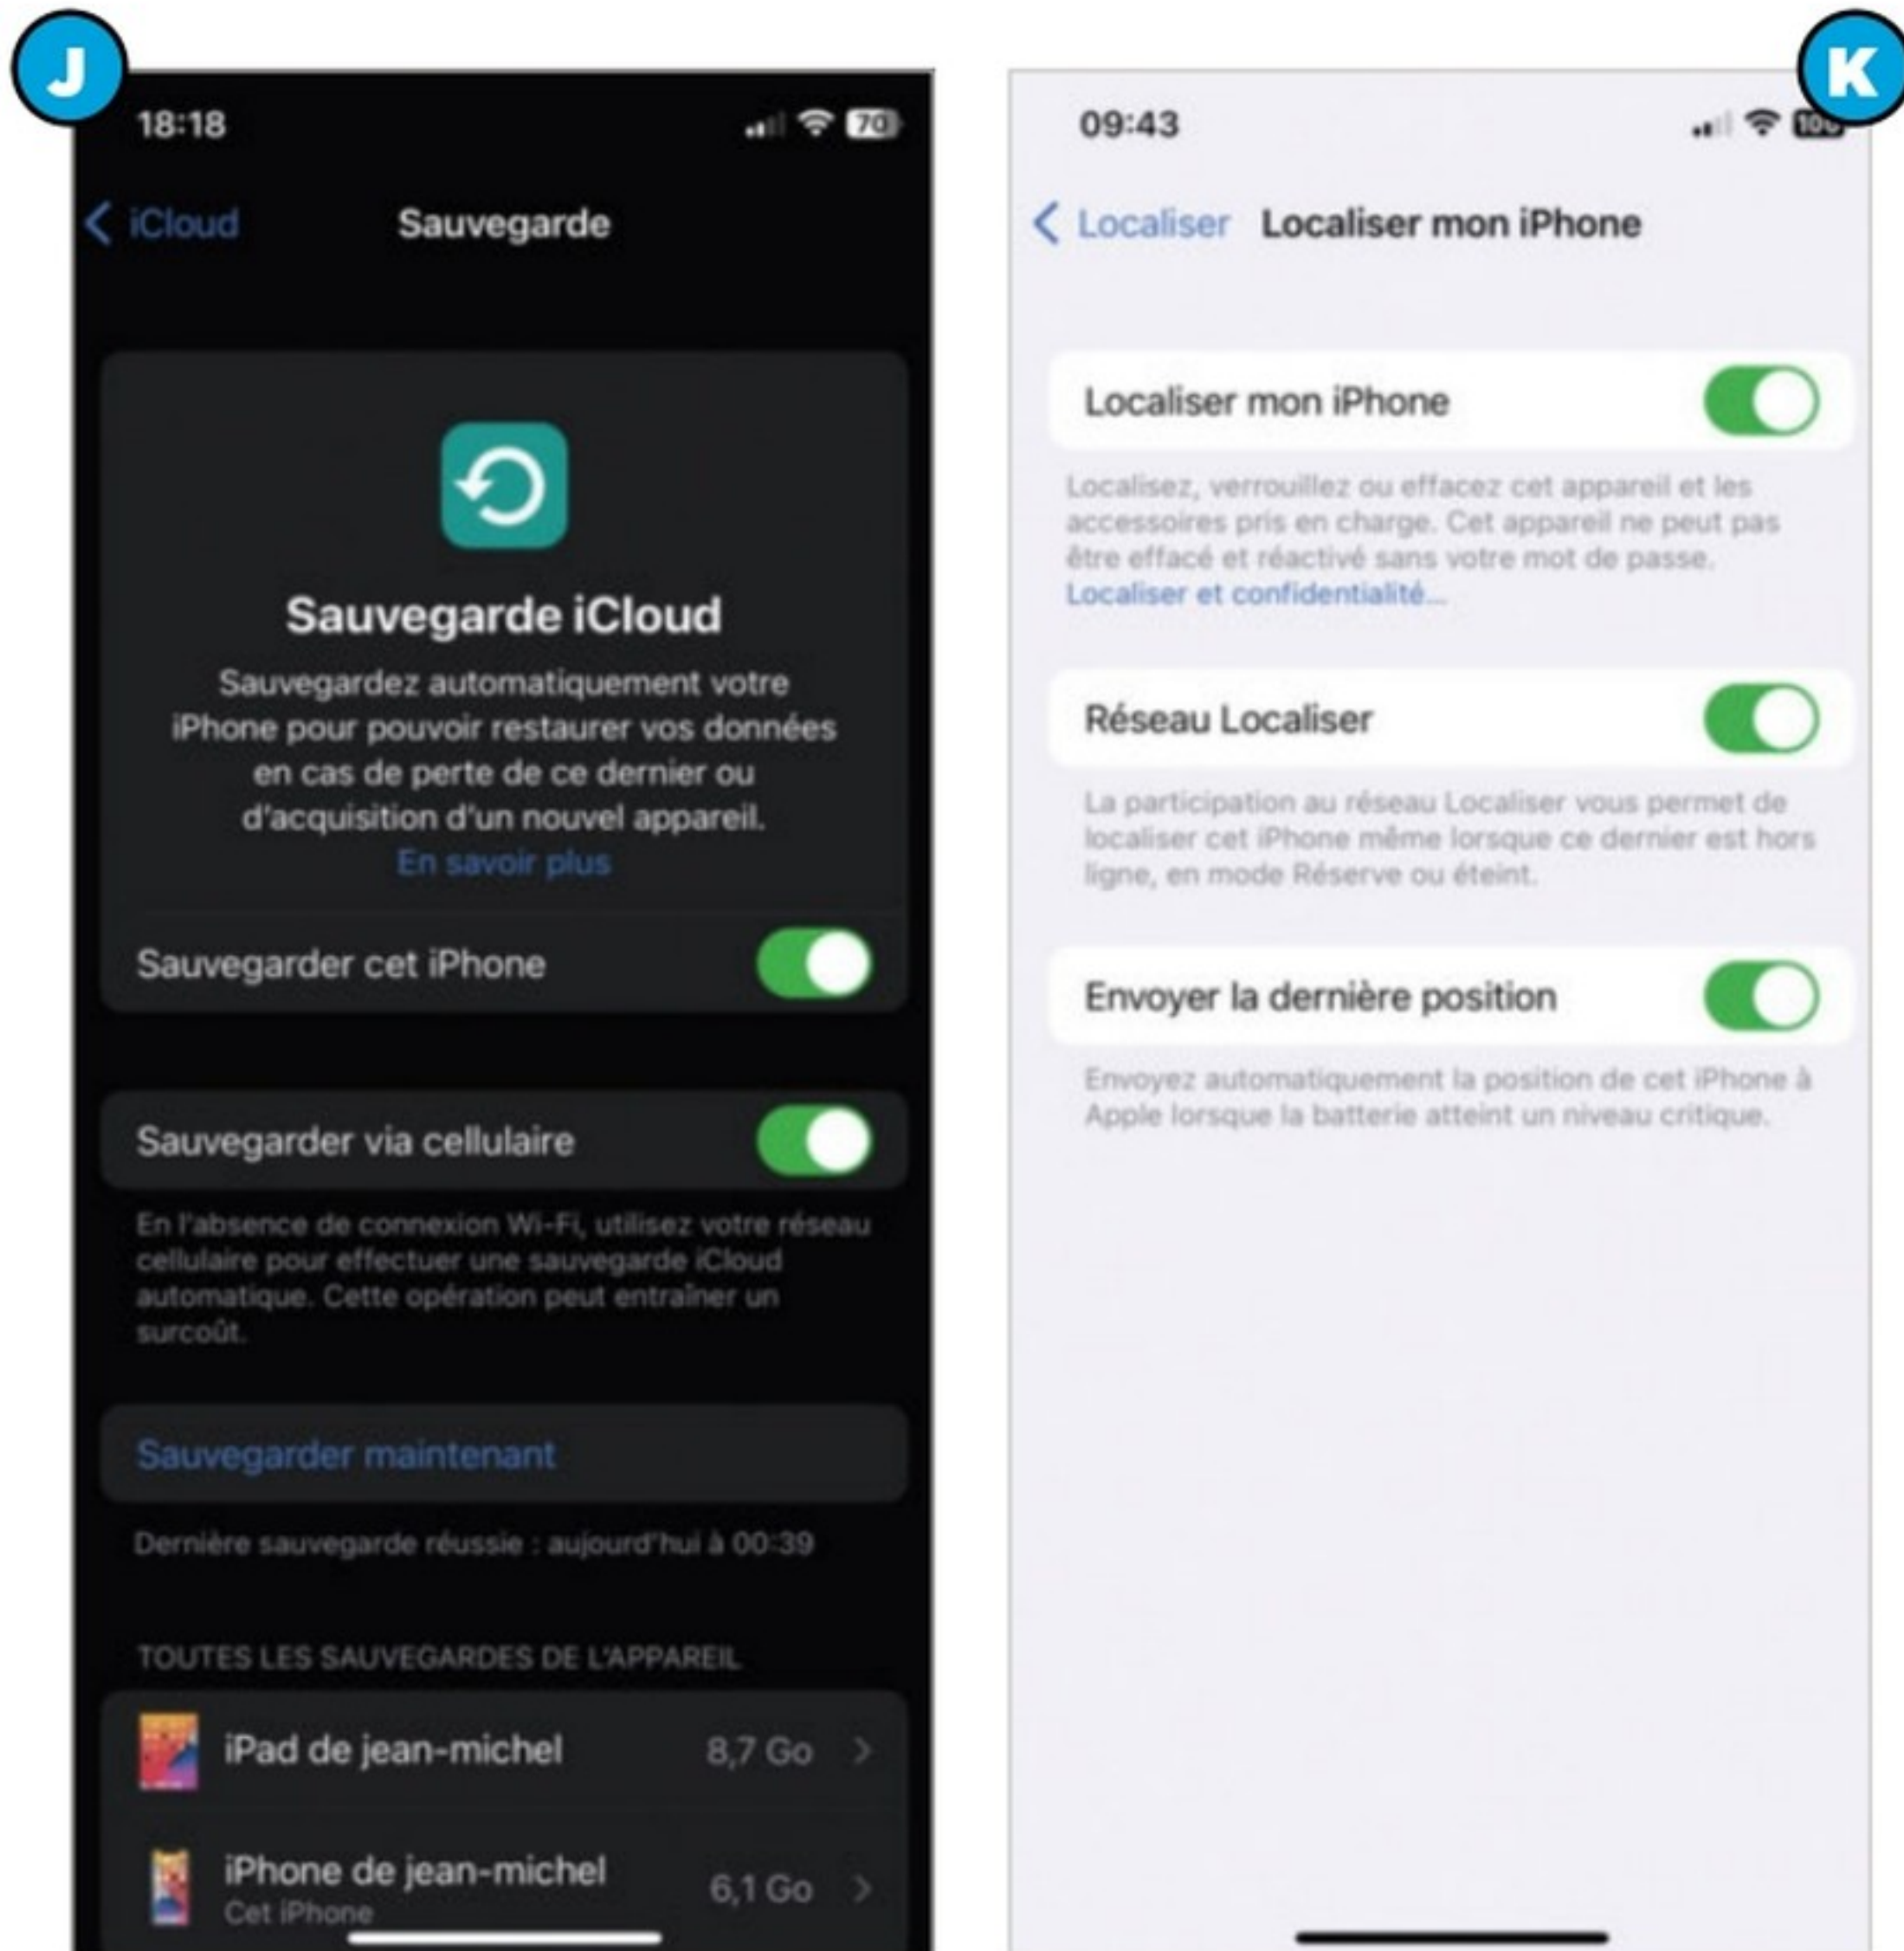 J
18:18
70
iCloud
Sauvegarde
Sauvegarde iCloud
Sauvegardez automatiquement votre
iPhone pour pouvoir restaurer vos données
en cas de perte de ce dernier ou
d'acquisition d'un nouvel appareil.
En savoir plus
Sauvegarder cet iPhone
Sauvegarder via cellulaire
En l'absence de connexion Wi-Fi, utilisez votre réseau
cellulaire pour effectuer une sauvegarde iCloud
automatique. Cette opération peut entraîner un
surcoût.
Sauvegarder maintenant
Dernière sauvegarde réussie : aujourd'hui à 00:39
TOUTES LES SAUVEGARDES DE L'APPAREIL
iPad de jean-michel 8,7 Go
iPhone de jean-michel 6,1 Go
Cet iPhone
K
09:43
100
Localiser
Localiser mon iPhone
Localiser mon iPhone
Localisez, verrouillez ou effacez cet appareil et les
accessoires pris en charge. Cet appareil ne peut pas
être effacé et réactivé sans votre mot de passe.
Localiser et confidentialité...
Réseau Localiser
La participation au réseau Localiser vous permet de
localiser cet iPhone même lorsque ce dernier est hors
ligne, en mode Réserve ou éteint.
Envoyer la dernière position
Envoyez automatiquement la position de cet iPhone à
Apple lorsque la batterie atteint un niveau critique.